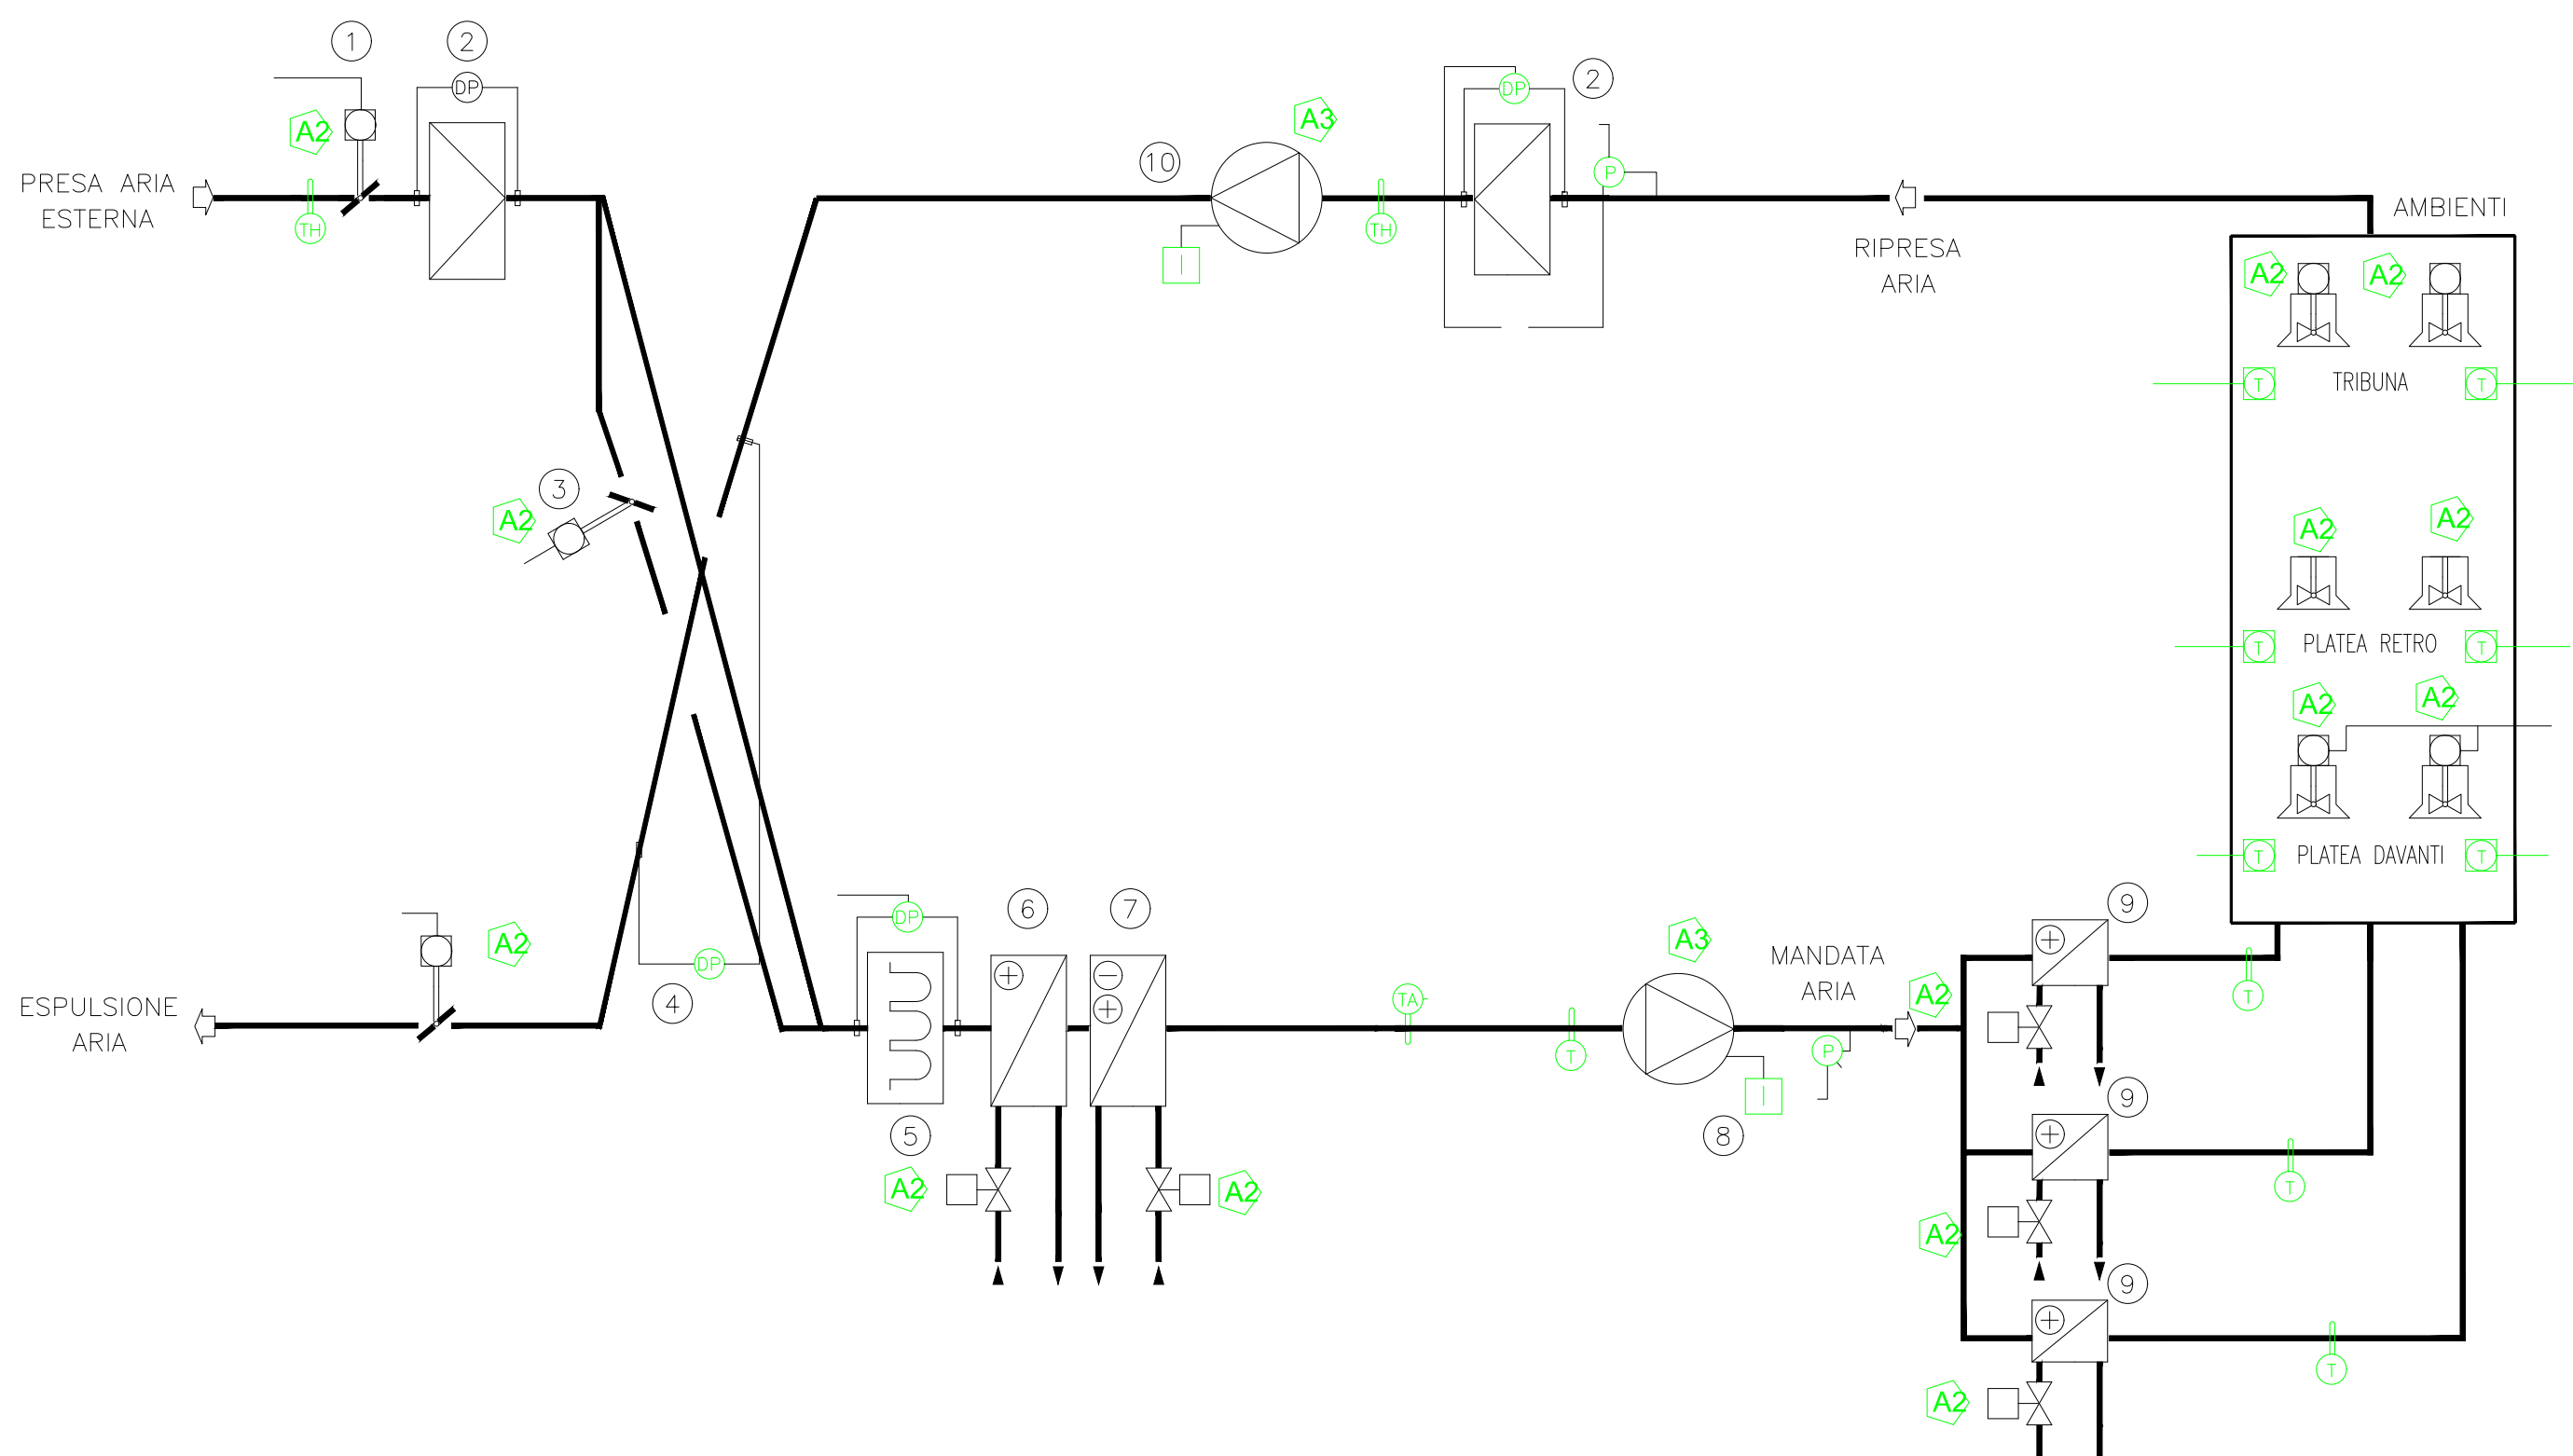 1
2
DP
A2
PRESA ARIA
ESTERNA
TH
10
A3
I
TH
DP
2
P
RIPRESA
ARIA
AMBIENTI
A2
A2
T
TRIBUNA
T
3
A2
A2
A2
T
PLATEA RETRO
T
A2
A2
T
PLATEA DAVANTI
T
ESPULSIONE
ARIA
A2
DP
4
DP
5
6
7
+
−
+
A2
A2
TA
T
A3
I
8
MANDATA
ARIA
P
A2
9
+
T
9
+
T
A2
9
+
T
A2